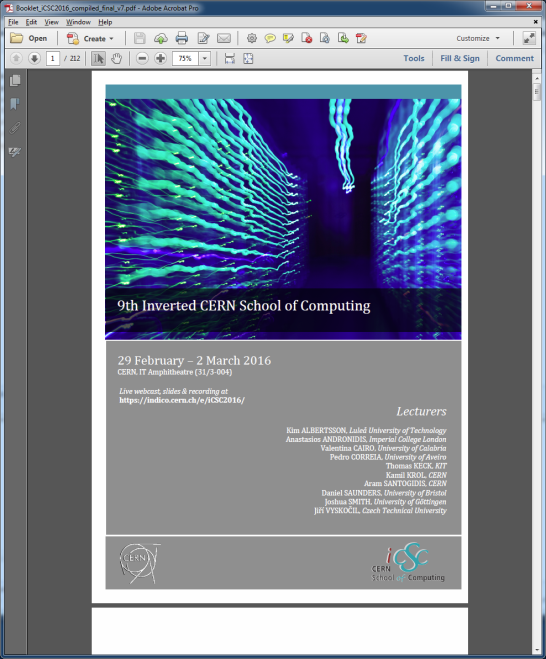 Booklet_iCSC2016_compiled_final_v7.pdf - Adobe Acrobat Pro
File Edit View Window Help
Open Create Customize
1 / 212 75% Tools Fill & Sign Comment
9th Inverted CERN School of Computing
29 February – 2 March 2016
CERN, IT Amphitheatre (31/3-004)
Live webcast, slides & recording at
https://indico.cern.ch/e/iCSC2016/
Lecturers
Kim ALBERTSSON, Luleå University of Technology
Anastasios ANDRONIDIS, Imperial College London
Valentina CAIRO, University of Calabria
Pedro CORREIA, University of Aveiro
Thomas KECK, KIT
Kamil KROL, CERN
Aram SANTOGIDIS, CERN
Daniel SAUNDERS, University of Bristol
Joshua SMITH, University of Göttingen
Jiří VYSKOČIL, Czech Technical University
CERN
iCSC
CERN
School of Computing